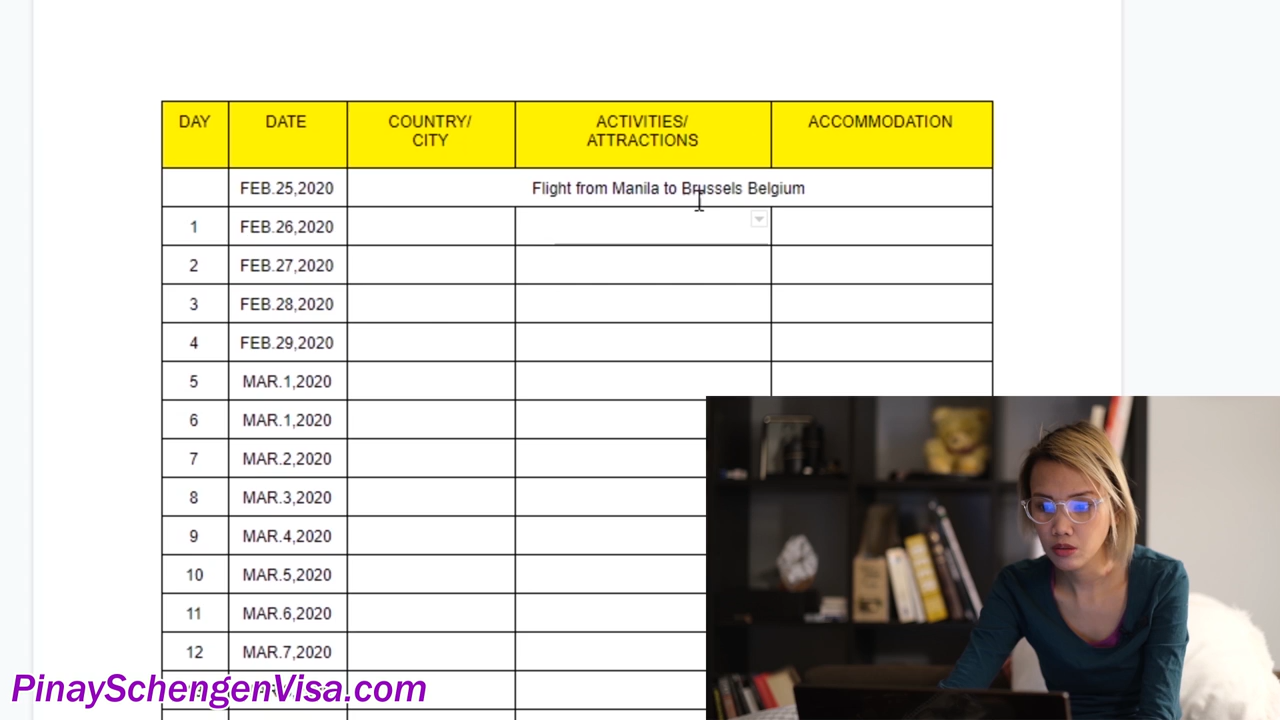 DAY DATE COUNTRY/ CITY ACTIVITIES/ ATTRACTIONS ACCOMMODATION
FEB.25,2020 Flight from Manila to Brussels Belgium
1 FEB.26,2020
2 FEB.27,2020
3 FEB.28,2020
4 FEB.29,2020
5 MAR.1,2020
6 MAR.1,2020
7 MAR.2,2020
8 MAR.3,2020
9 MAR.4,2020
10 MAR.5,2020
11 MAR.6,2020
12 MAR.7,2020
PinaySchengenVisa.com